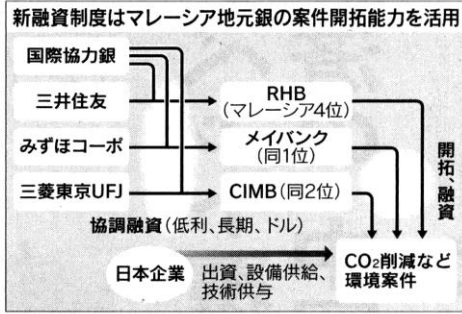 新融資制度はマレーシア地元銀の案件開拓能力を活用
国際協力銀
三井住友
みずほコーポ
三菱東京UFJ
RHB
(マレーシア4位)
メイバンク
(同1位)
CIMB(同2位)
開拓、融資
協調融資(低利、長期、ドル)
日本企業
出資、設備供給、
技術供与
CO₂削減など
環境案件